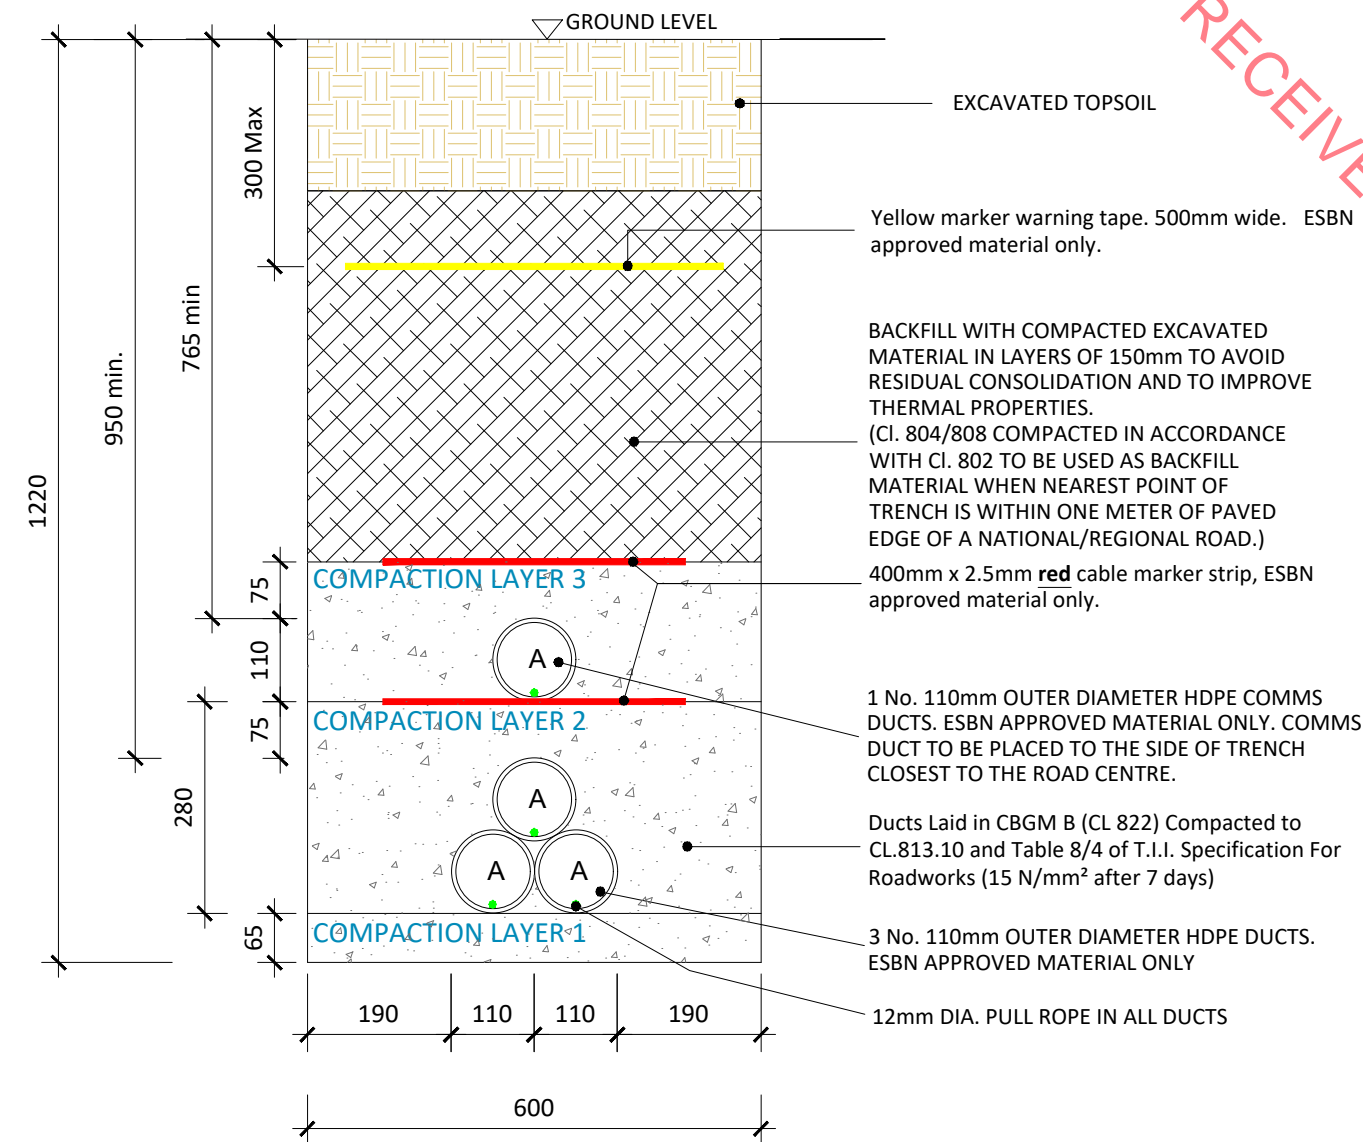 GROUND LEVEL
RECEIVE
EXCAVATED TOPSOIL
300 Max
Yellow marker warning tape. 500mm wide. ESBN
approved material only.
765 min
950 min.
1220
BACKFILL WITH COMPACTED EXCAVATED
MATERIAL IN LAYERS OF 150mm TO AVOID
RESIDUAL CONSOLIDATION AND TO IMPROVE
THERMAL PROPERTIES.
(Cl. 804/808 COMPACTED IN ACCORDANCE
WITH Cl. 802 TO BE USED AS BACKFILL
MATERIAL WHEN NEAREST POINT OF
TRENCH IS WITHIN ONE METER OF PAVED
EDGE OF A NATIONAL/REGIONAL ROAD.)
COMPACTION LAYER 3
75
400mm x 2.5mm red cable marker strip, ESBN
approved material only.
110
A
COMPACTION LAYER 2
75
1 No. 110mm OUTER DIAMETER HDPE COMMS
DUCTS. ESBN APPROVED MATERIAL ONLY. COMMS
DUCT TO BE PLACED TO THE SIDE OF TRENCH
CLOSEST TO THE ROAD CENTRE.
280
A
A A
Ducts Laid in CBGM B (CL 822) Compacted to
CL.813.10 and Table 8/4 of T.I.I. Specification For
Roadworks (15 N/mm² after 7 days)
65
COMPACTION LAYER 1
3 No. 110mm OUTER DIAMETER HDPE DUCTS.
ESBN APPROVED MATERIAL ONLY
12mm DIA. PULL ROPE IN ALL DUCTS
190 110 110 190
600